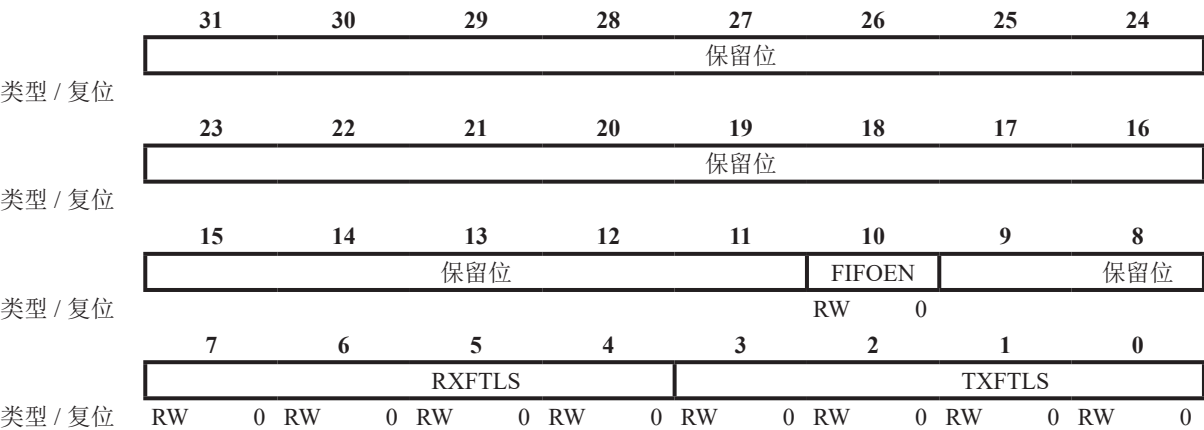 31 30 29 28 27 26 25 24
保留位
类型 / 复位
23 22 21 20 19 18 17 16
保留位
类型 / 复位
15 14 13 12 11 10 9 8
保留位 FIFOEN 保留位
类型 / 复位 RW 0
7 6 5 4 3 2 1 0
RXFTLS TXFTLS
类型 / 复位 RW 0 RW 0 RW 0 RW 0 RW 0 RW 0 RW 0 RW 0